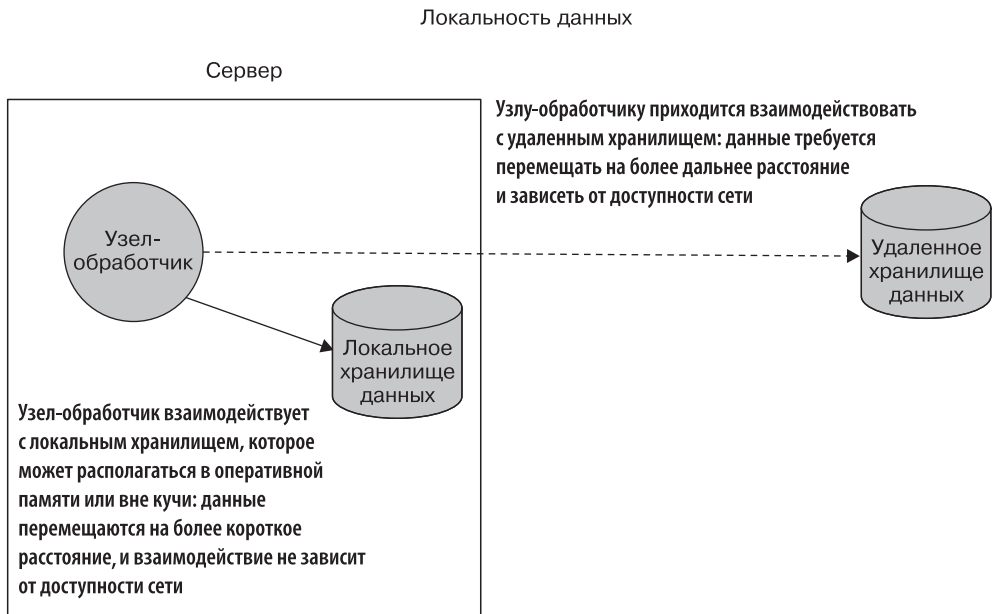 Локальность данных
Сервер
Узлу-обработчику приходится взаимодействовать
с удаленным хранилищем: данные требуется
перемещать на более дальнее расстояние
и зависеть от доступности сети
Узел-
обработчик
Удаленное
хранилище
данных
Локальное
хранилище
данных
Узел-обработчик взаимодействует
с локальным хранилищем, которое
может располагаться в оперативной
памяти или вне кучи: данные
перемещаются на более короткое
расстояние, и взаимодействие не зависит
от доступности сети